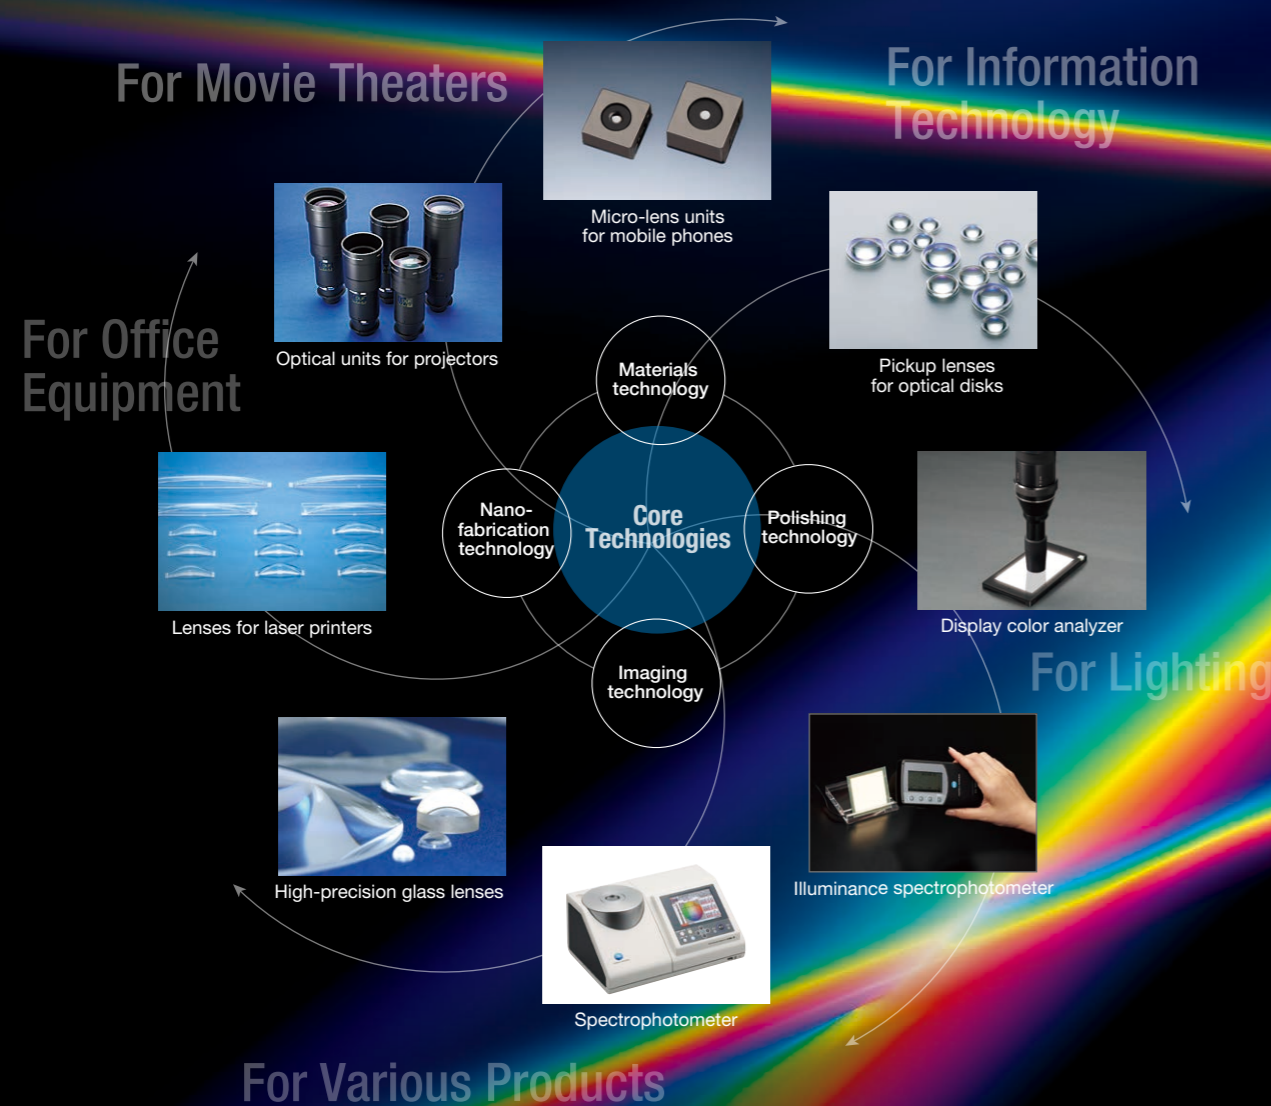 For Movie Theaters
For Information
Technology
Micro-lens units
for mobile phones
Optical units for projectors
Pickup lenses
for optical disks
For Office
Equipment
Materials
technology
Nano-
fabrication
technology
Core
Technologies
Polishing
technology
Imaging
technology
Lenses for laser printers
Display color analyzer
For Lighting
High-precision glass lenses
Illuminance spectrophotometer
Spectrophotometer
For Various Products